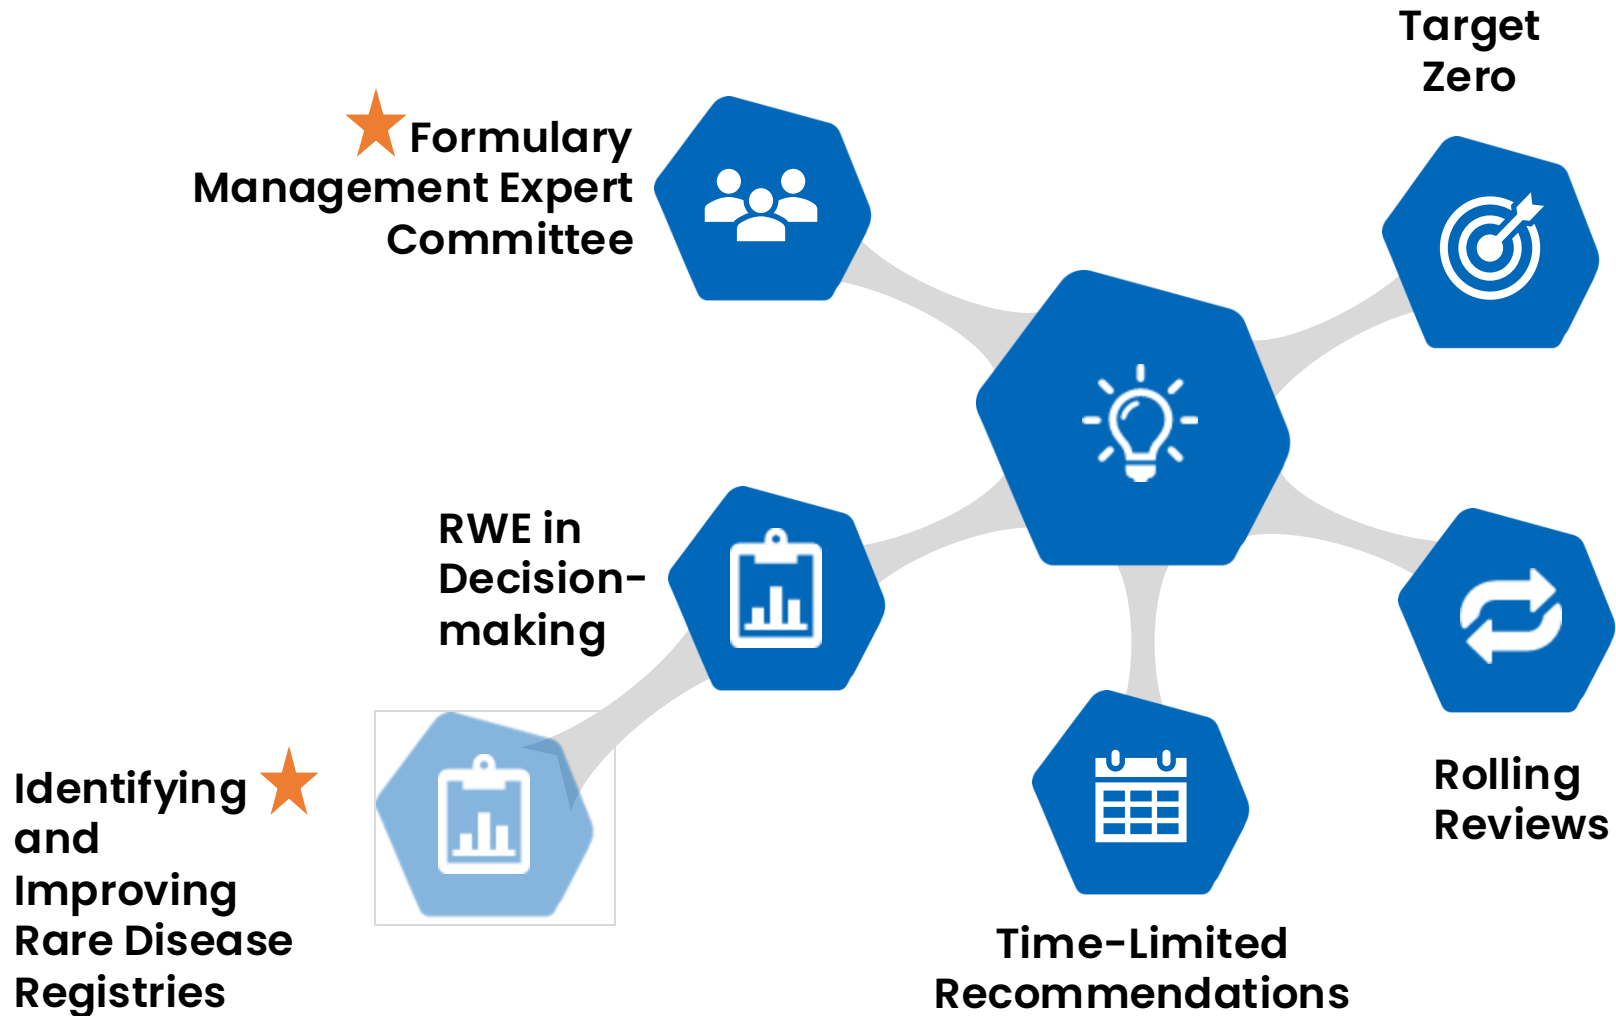 Target
Zero
Formulary
Management Expert
Committee
RWE in
Decision-
making
Identifying
and
Improving
Rare Disease
Registries
Rolling
Reviews
Time-Limited
Recommendations